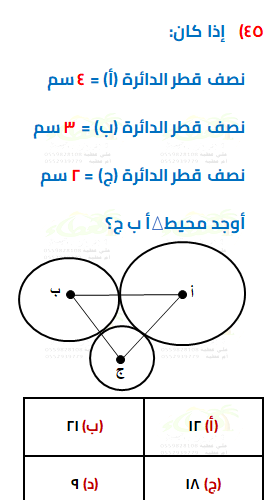 ٤٥) إذا كان:
نصف قطر الدائرة (أ) = ٤ سم
نصف قطر الدائرة (ب) = ٣ سم
نصف قطر الدائرة (ج) = ٢ سم
أوجد محيط △ أ ب ج؟
ب
أ
ج
(أ) ١٢
(ب) ٢١
(ج) ١٨
(د) ٩